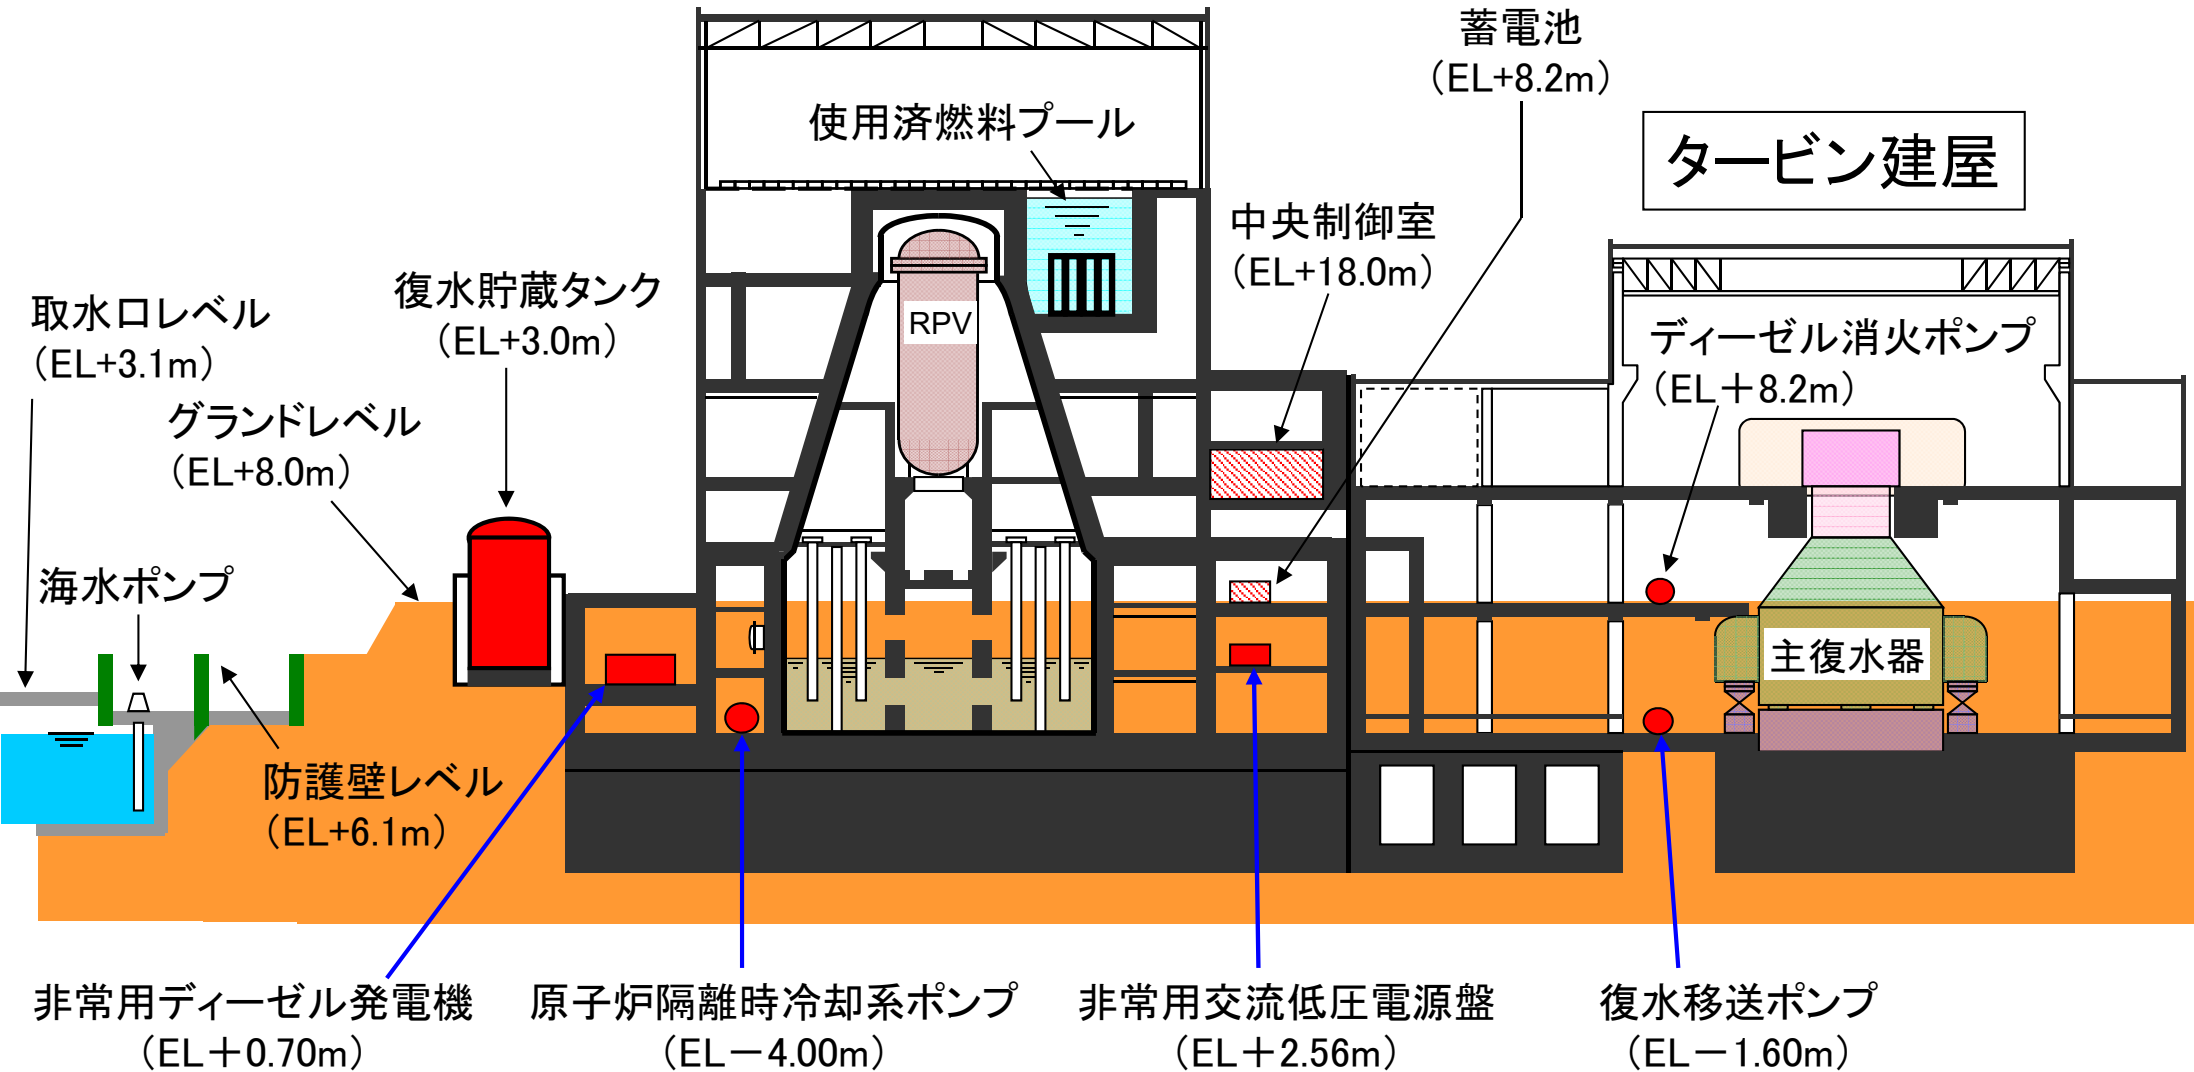 蓄電池
（EL+8.2m）
使用済燃料プール
タービン建屋
中央制御室
（EL+18.0m）
復水貯蔵タンク
（EL+3.0m）
取水口レベル
（EL+3.1m）
RPV
ディーゼル消火ポンプ
（EL＋8.2m）
グランドレベル
（EL+8.0m）
海水ポンプ
主復水器
防護壁レベル
（EL+6.1m）
非常用ディーゼル発電機
（EL＋0.70m）
原子炉隔離時冷却系ポンプ
（EL－4.00m）
非常用交流低圧電源盤
（EL＋2.56m）
復水移送ポンプ
（EL－1.60m）